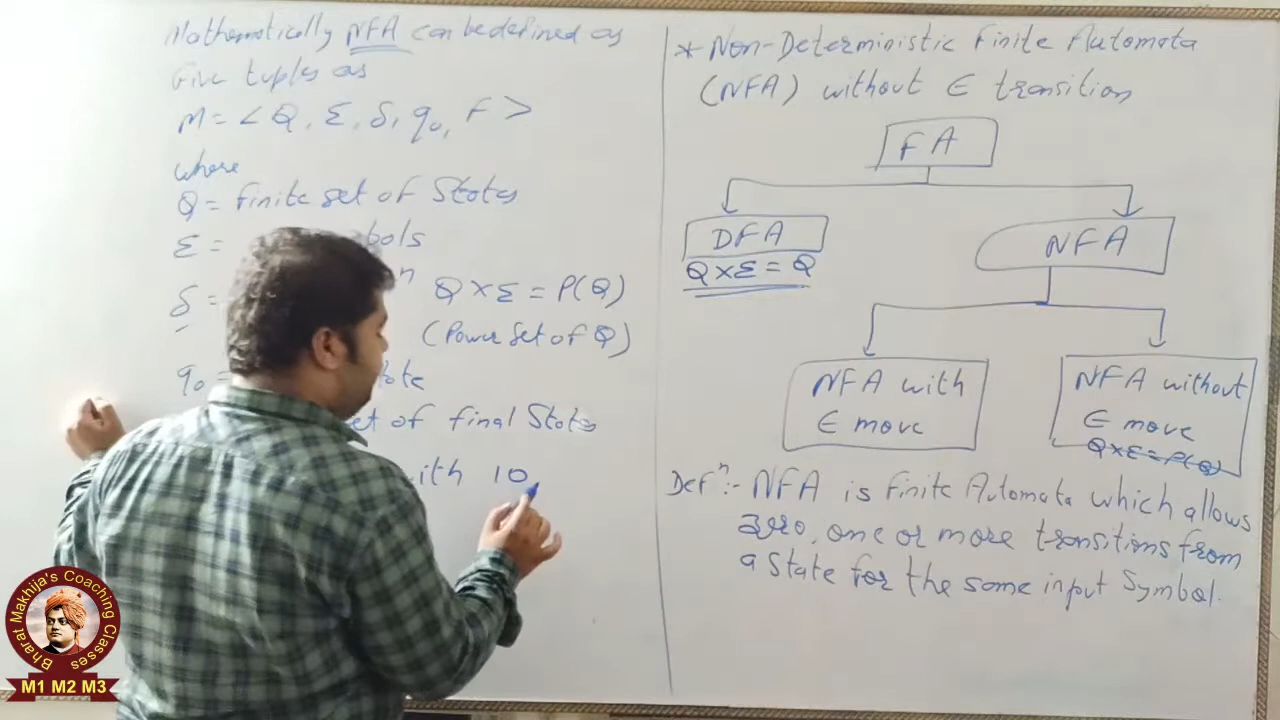 Mathematically NFA can be defined as
Five tuples as
M = < Q, Σ, δ, q0, F >
where
Q = Finite set of States
Σ =
δ = Q x Σ = P(Q)
(Power Set of Q)
q0 =
et of final States
ith 10
* Non-Deterministic Finite Automata
(NFA) without ∈ transition
FA
DFA
Q x Σ = Q
NFA
NFA with
∈ move
NFA without
∈ move
Q x Σ = P(Q)
Defⁿ :- NFA is Finite Automata which allows
zero, one or more transitions from
a State for the same input Symbol.
Bharat Makhija's Coaching Classes
M1 M2 M3